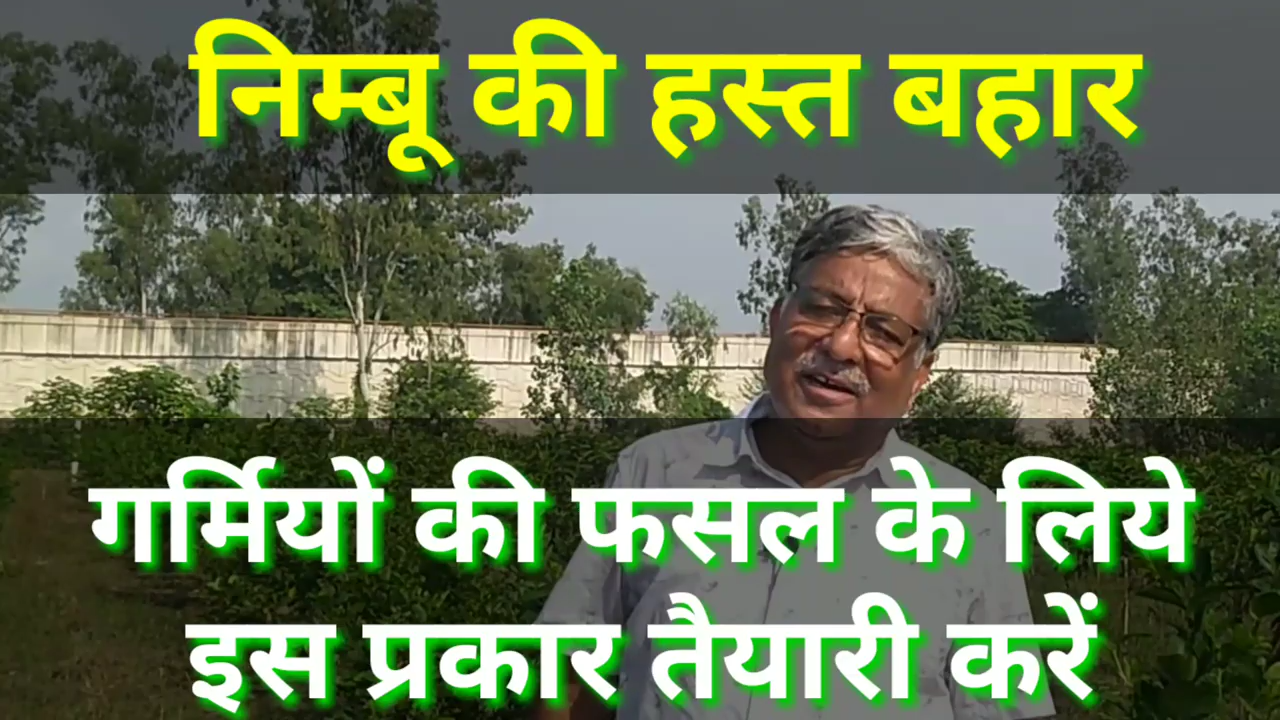 निम्बू की हस्त बहार
गर्मियों की फसल के लिये
इस प्रकार तैयारी करें